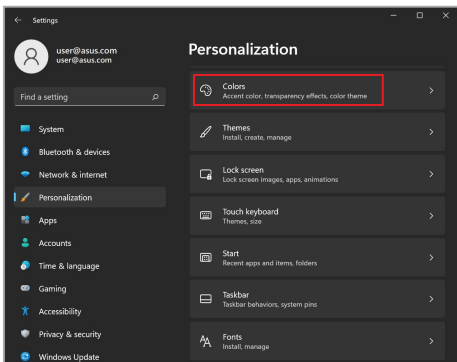 Settings
user@asus.com
user@asus.com
Find a setting
System
Bluetooth & devices
Network & internet
Personalization
Apps
Accounts
Time & language
Gaming
Accessibility
Privacy & security
Windows Update
Personalization
Colors
Accent color, transparency effects, color theme
Themes
Install, create, manage
Lock screen
Lock screen images, apps, animations
Touch keyboard
Themes, size
Start
Recent apps and items, folders
Taskbar
Taskbar behaviors, system pins
Fonts
Install, manage